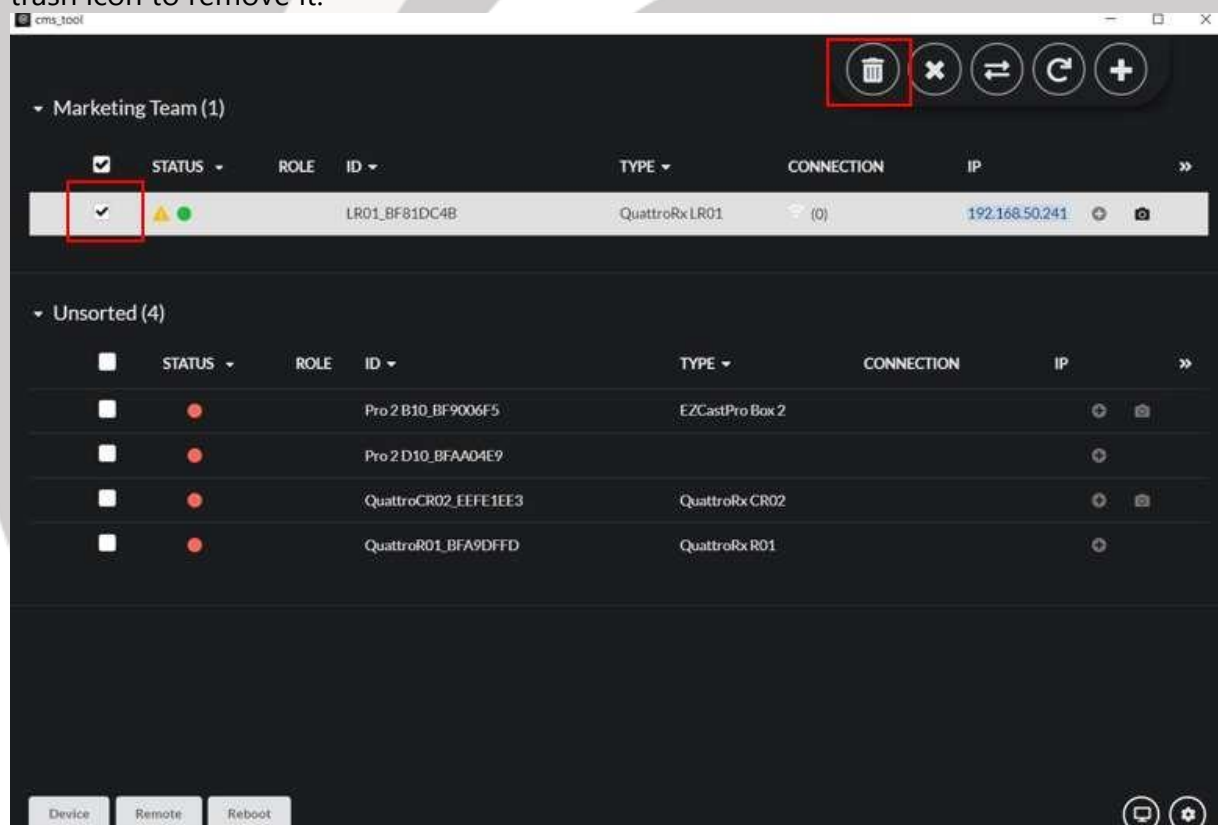 trash icon to remove it.
cms_tool
Marketing Team (1)
STATUS ROLE ID TYPE CONNECTION IP »
LR01_BF81DC4B QuattroRx LR01 (0) 192.168.50.241
Unsorted (4)
STATUS ROLE ID TYPE CONNECTION IP »
Pro 2 B10_BF9006F5 EZCastPro Box 2
Pro 2 D10_BFAA04E9
QuattroCR02_EEFE1EE3 QuattroRx CR02
QuattroR01_BFA9DFFD QuattroRx R01
Device Remote Reboot